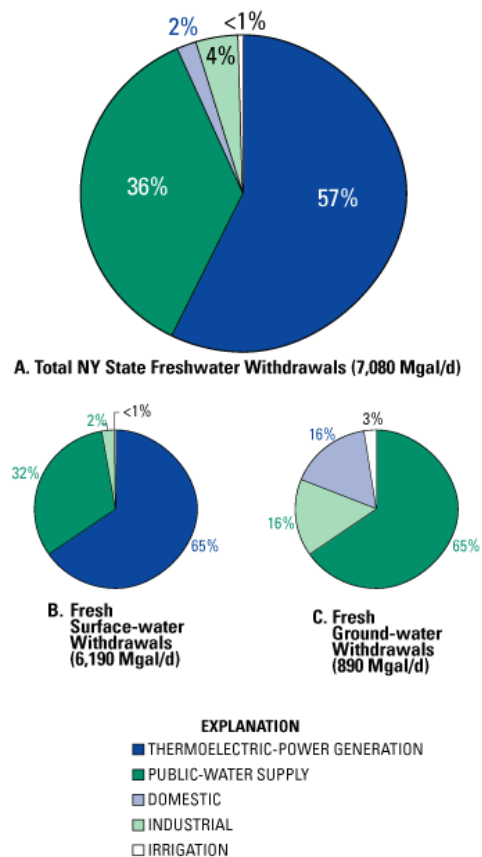 2%
<1%
4%
36%
57%
A. Total NY State Freshwater Withdrawals (7,080 Mgal/d)
2%
<1%
32%
65%
B. Fresh
Surface-water
Withdrawals
(6,190 Mgal/d)
3%
16%
16%
65%
C. Fresh
Ground-water
Withdrawals
(890 Mgal/d)
EXPLANATION
THERMOELECTRIC-POWER GENERATION
PUBLIC-WATER SUPPLY
DOMESTIC
INDUSTRIAL
IRRIGATION